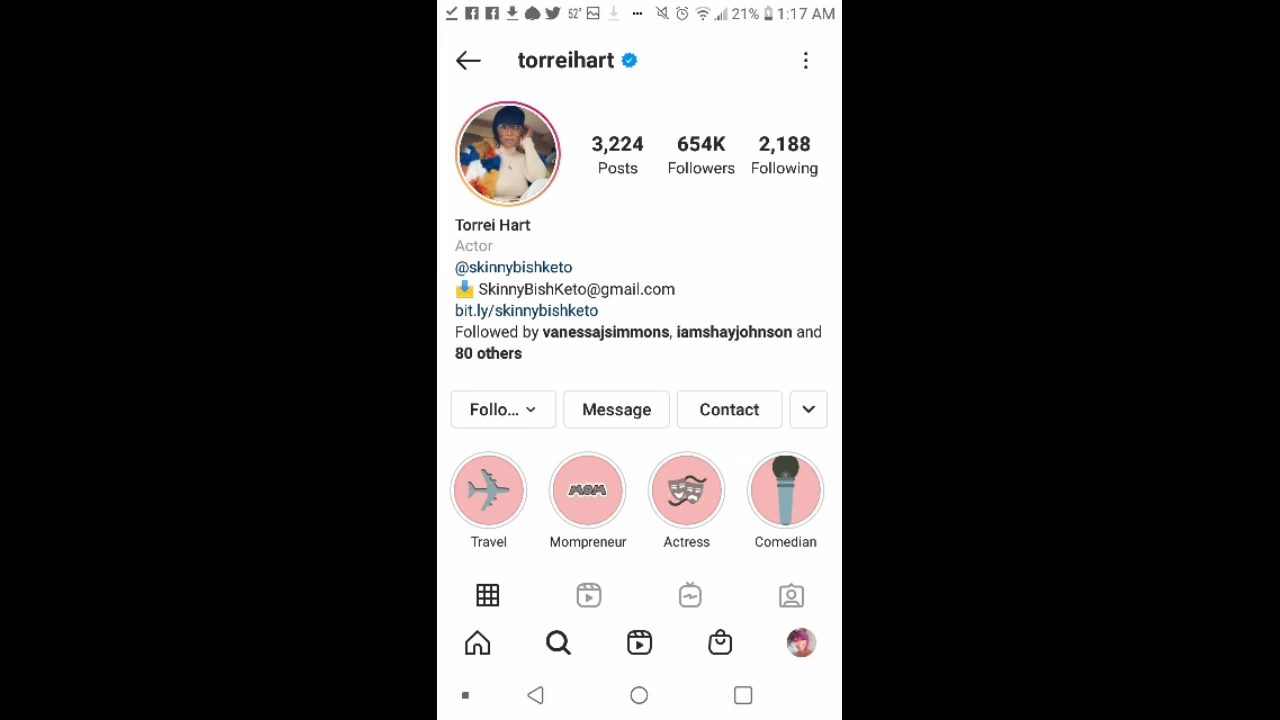 52° ... 21% 1:17 AM
torreihart
3,224 654K 2,188
Posts Followers Following
Torrei Hart
Actor
@skinnybishketo
SkinnyBishKeto@gmail.com
bit.ly/skinnybishketo
Followed by vanessajsimmons, iamshayjohnson and
80 others
Follo... Message Contact
MOM
Travel Mompreneur Actress Comedian